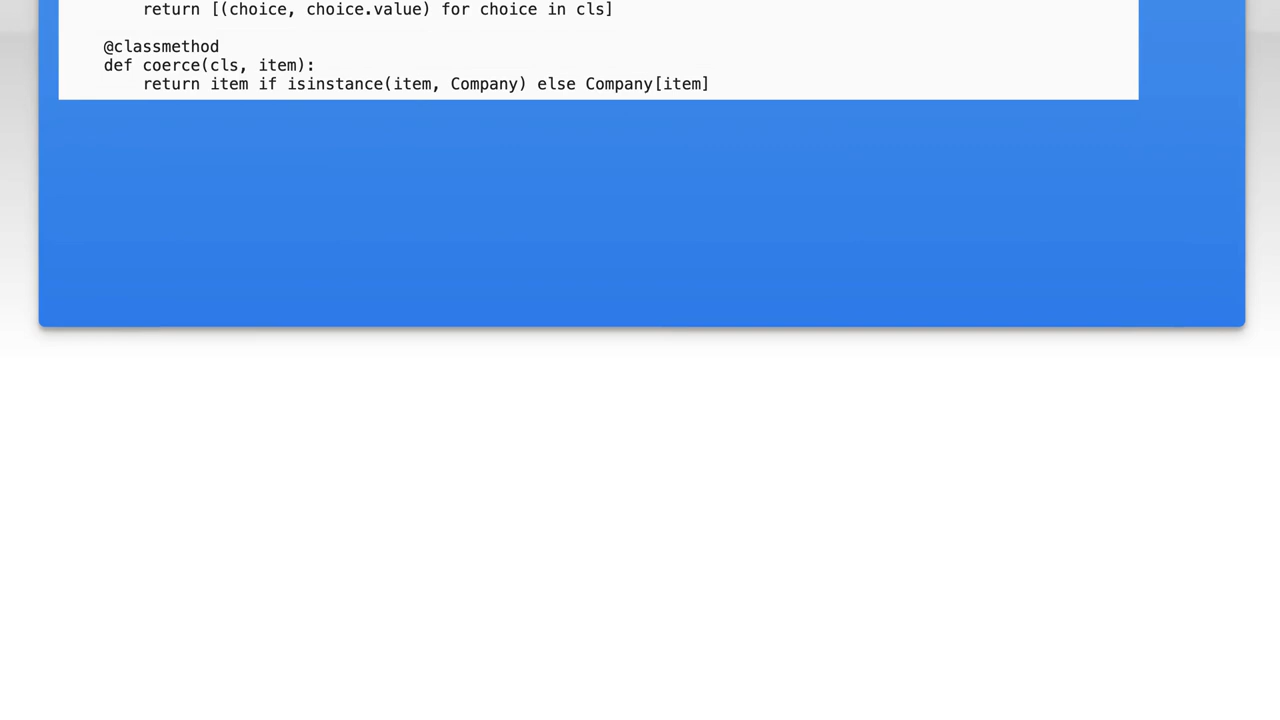 return [(choice, choice.value) for choice in cls]
@classmethod
def coerce(cls, item):
return item if isinstance(item, Company) else Company[item]